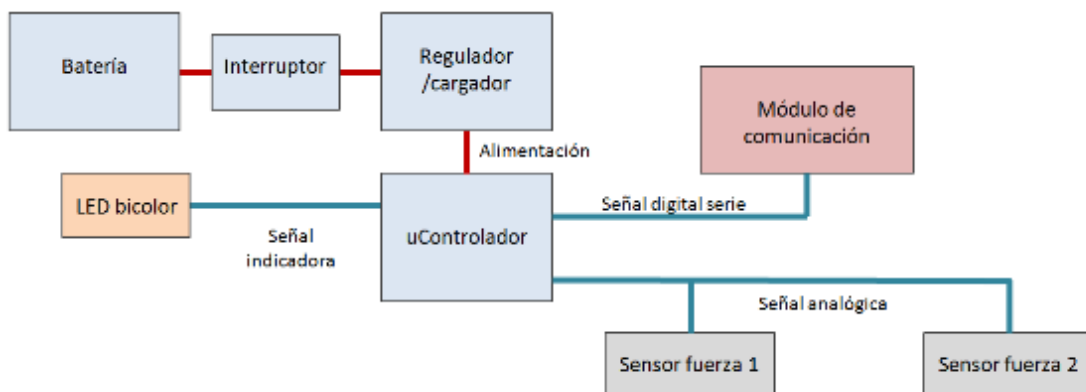 Batería
Interruptor
Regulador
/cargador
Módulo de
comunicación
Alimentación
LED bicolor
Señal digital serie
Señal
indicadora
uControlador
Señal analógica
Sensor fuerza 1
Sensor fuerza 2